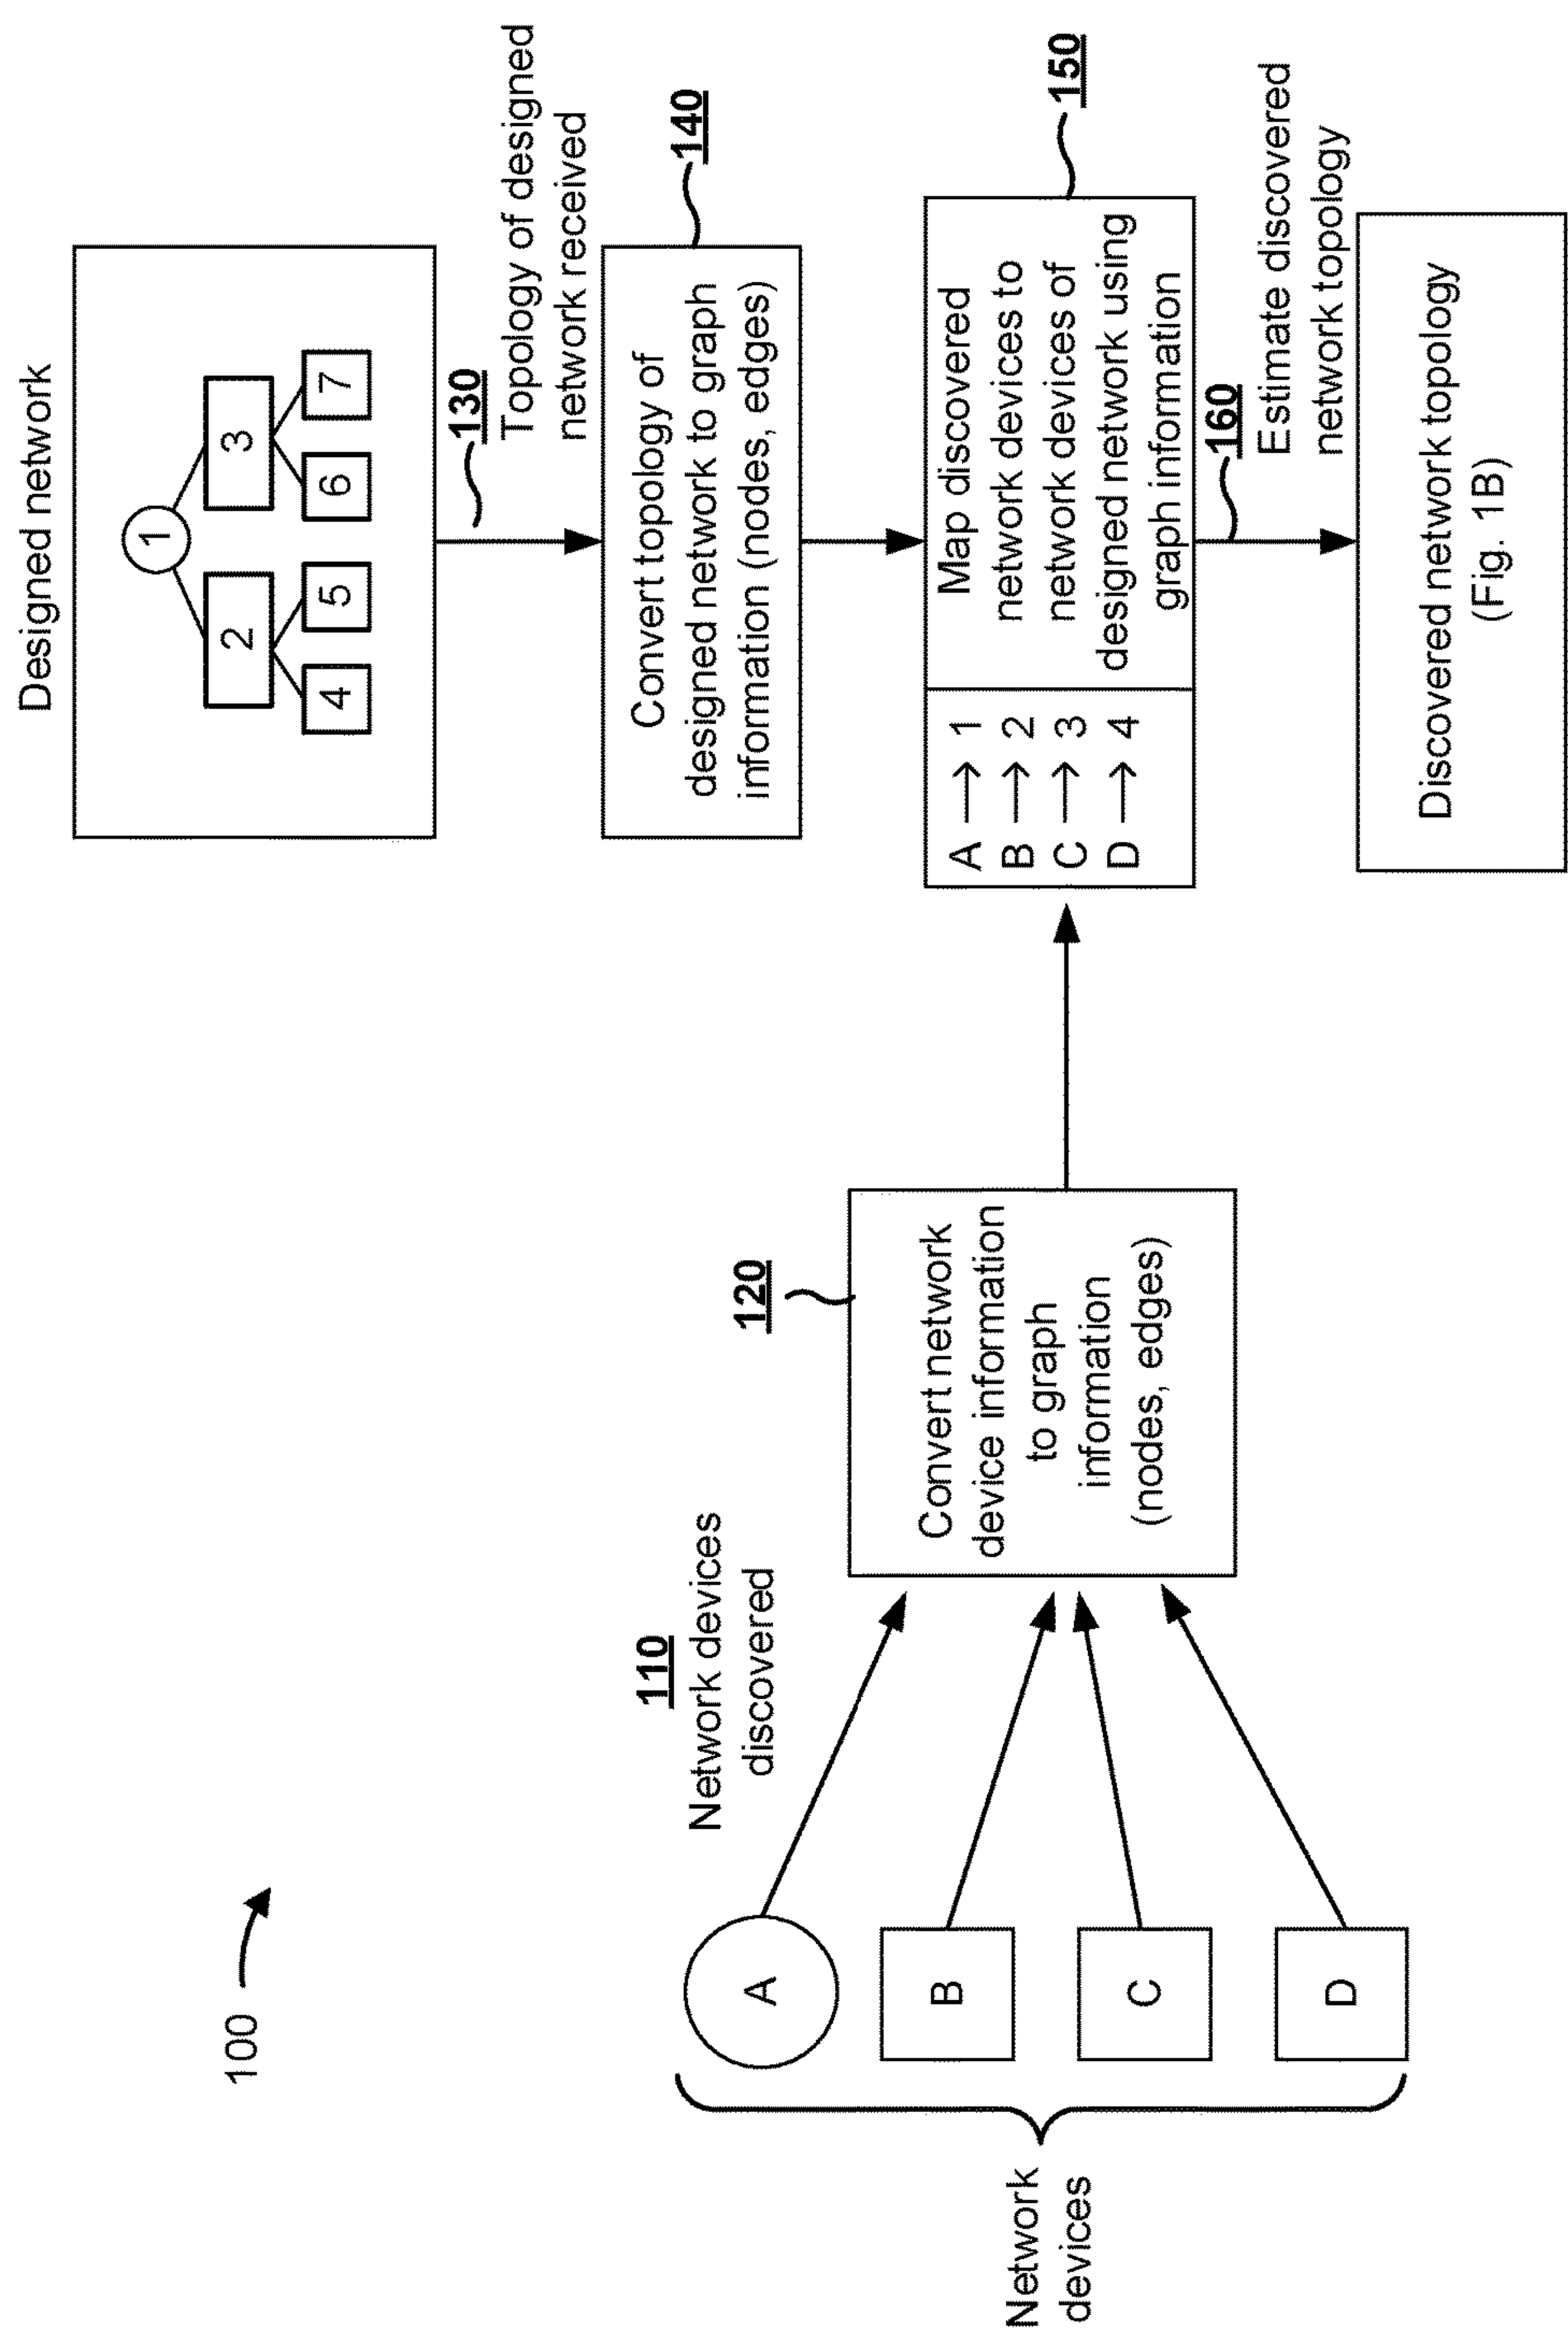 100
Network
devices
A
B
C
D
110
Network devices
discovered
120
Convert network
device information
to graph
information
(nodes, edges)
Designed network
1
2
3
4
5
6
7
130
Topology of designed
network received
140
Convert topology of
designed network to graph
information (nodes, edges)
150
A → 1
B → 2
C → 3
D → 4
Map discovered
network devices to
network devices of
designed network using
graph information
160
Estimate discovered
network topology
Discovered network topology
(Fig. 1B)